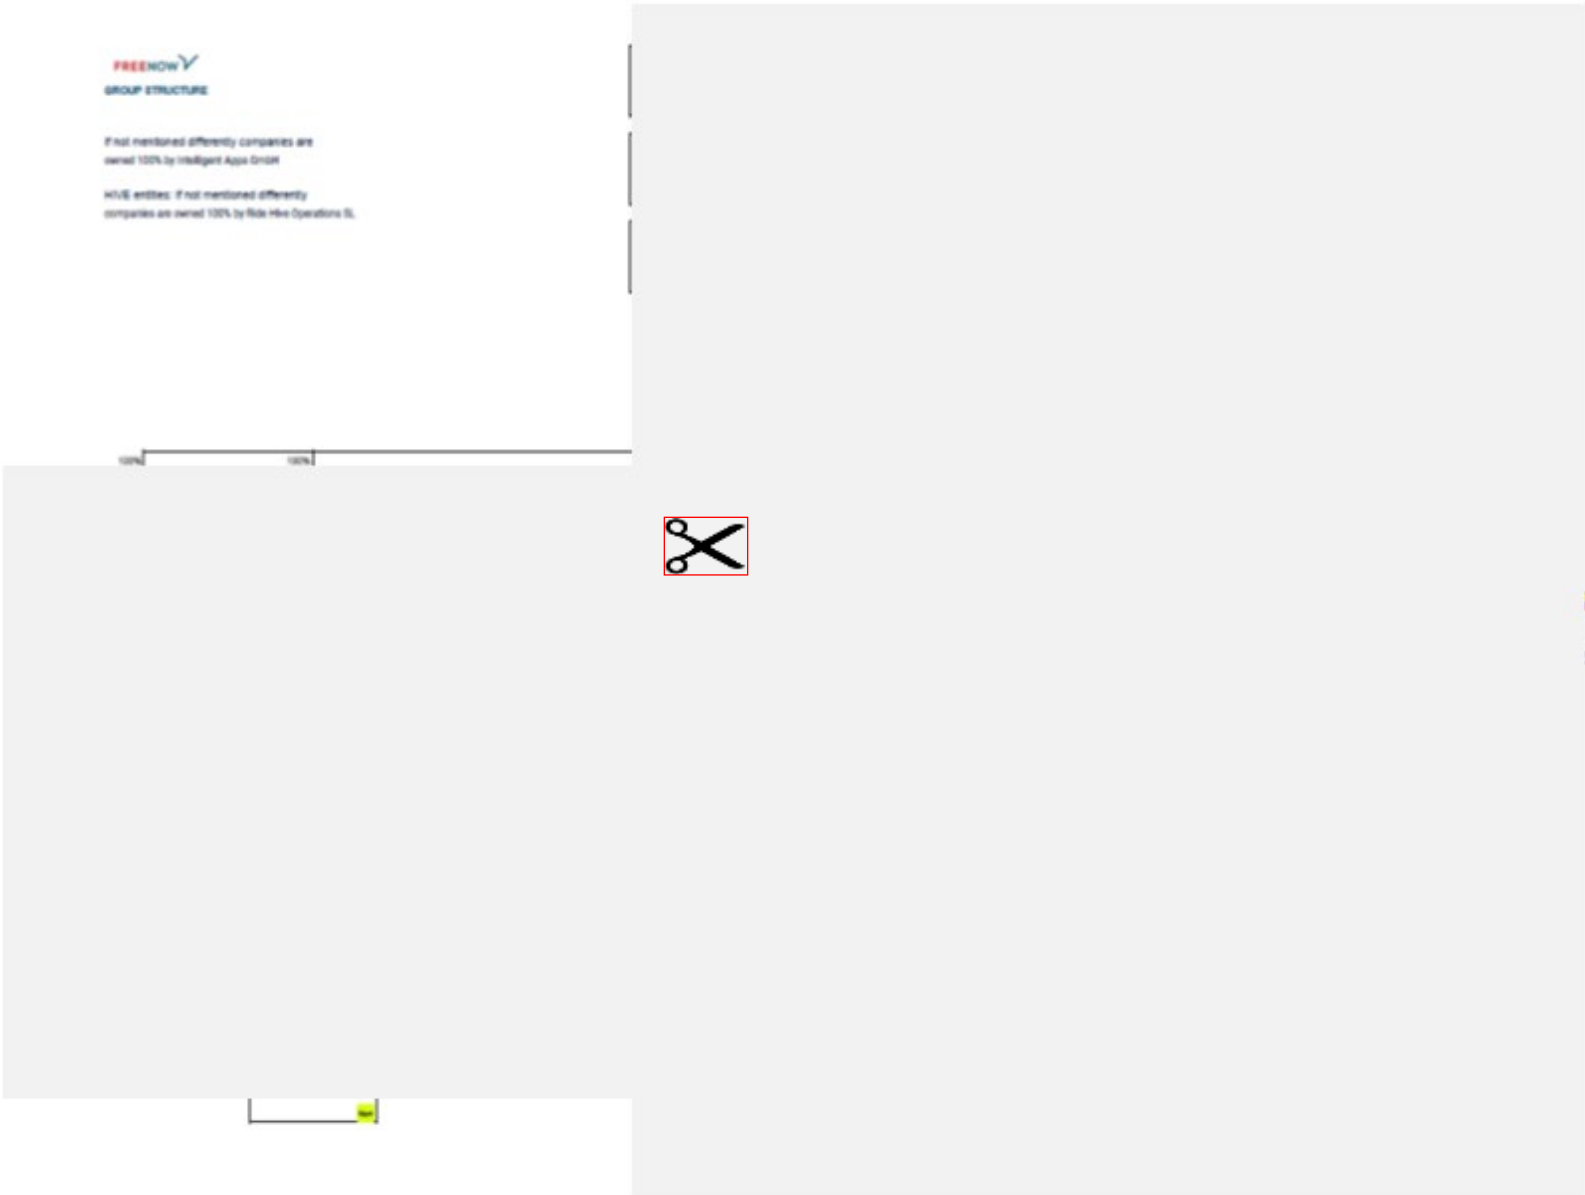 FREENOW
GROUP STRUCTURE
If not mentioned differently companies are
owned 100% by Intelligent Apps GmbH
HIVE entities: If not mentioned differently
companies are owned 100% by Ride Hive Operations SL
100% 100%